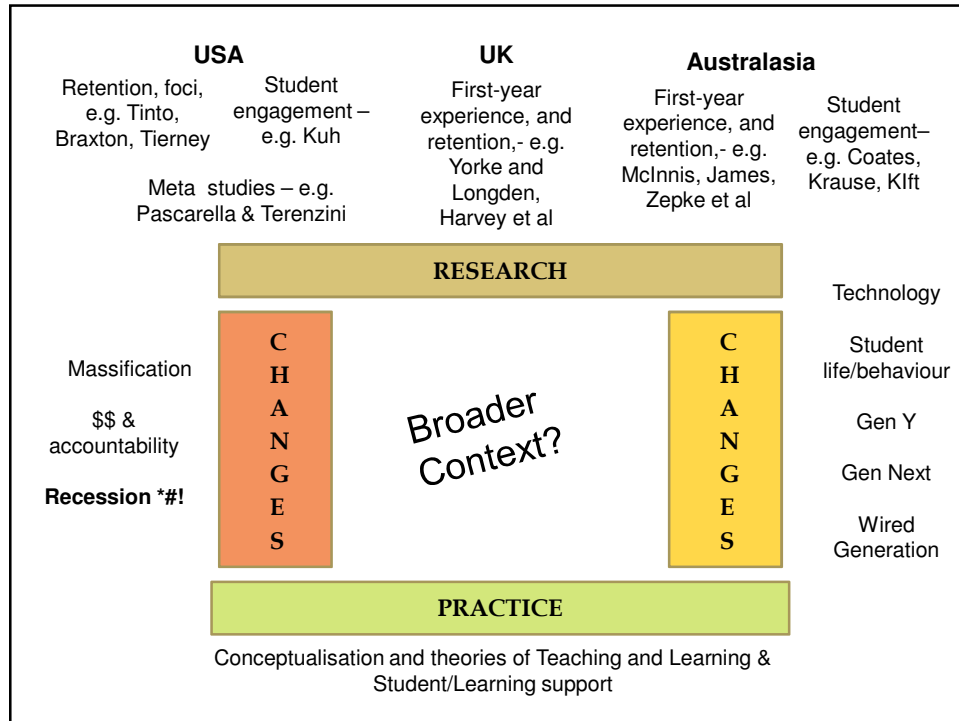 USA
Retention, foci,
e.g. Tinto,
Braxton, Tierney
Student
engagement –
e.g. Kuh
Meta studies – e.g.
Pascarella & Terenzini
UK
First-year
experience, and
retention,- e.g.
Yorke and
Longden,
Harvey et al
Australasia
First-year
experience, and
retention,- e.g.
McInnis, James,
Zepke et al
Student
engagement–
e.g. Coates,
Krause, KIft
RESEARCH
Massification
$$ &
accountability
Recession *#!
C
H
A
N
G
E
S
Broader
Context?
C
H
A
N
G
E
S
Technology
Student
life/behaviour
Gen Y
Gen Next
Wired
Generation
PRACTICE
Conceptualisation and theories of Teaching and Learning &
Student/Learning support